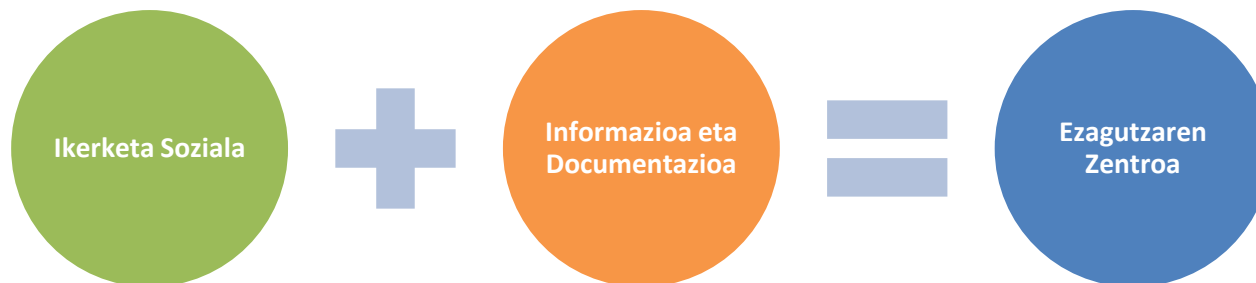 Ikerketa Soziala
Informazioa eta
Documentazioa
Ezagutzaren
Zentroa